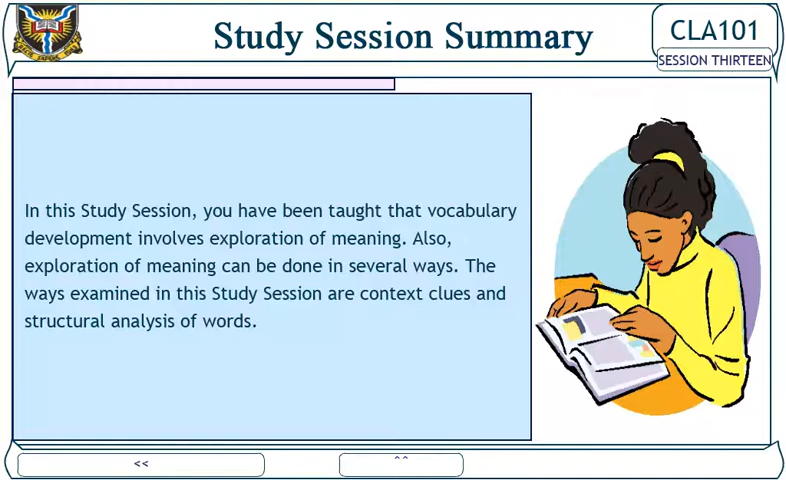 Study Session Summary
CLA101
SESSION THIRTEEN
In this Study Session, you have been taught that vocabulary
development involves exploration of meaning. Also,
exploration of meaning can be done in several ways. The
ways examined in this Study Session are context clues and
structural analysis of words.
<<
^^